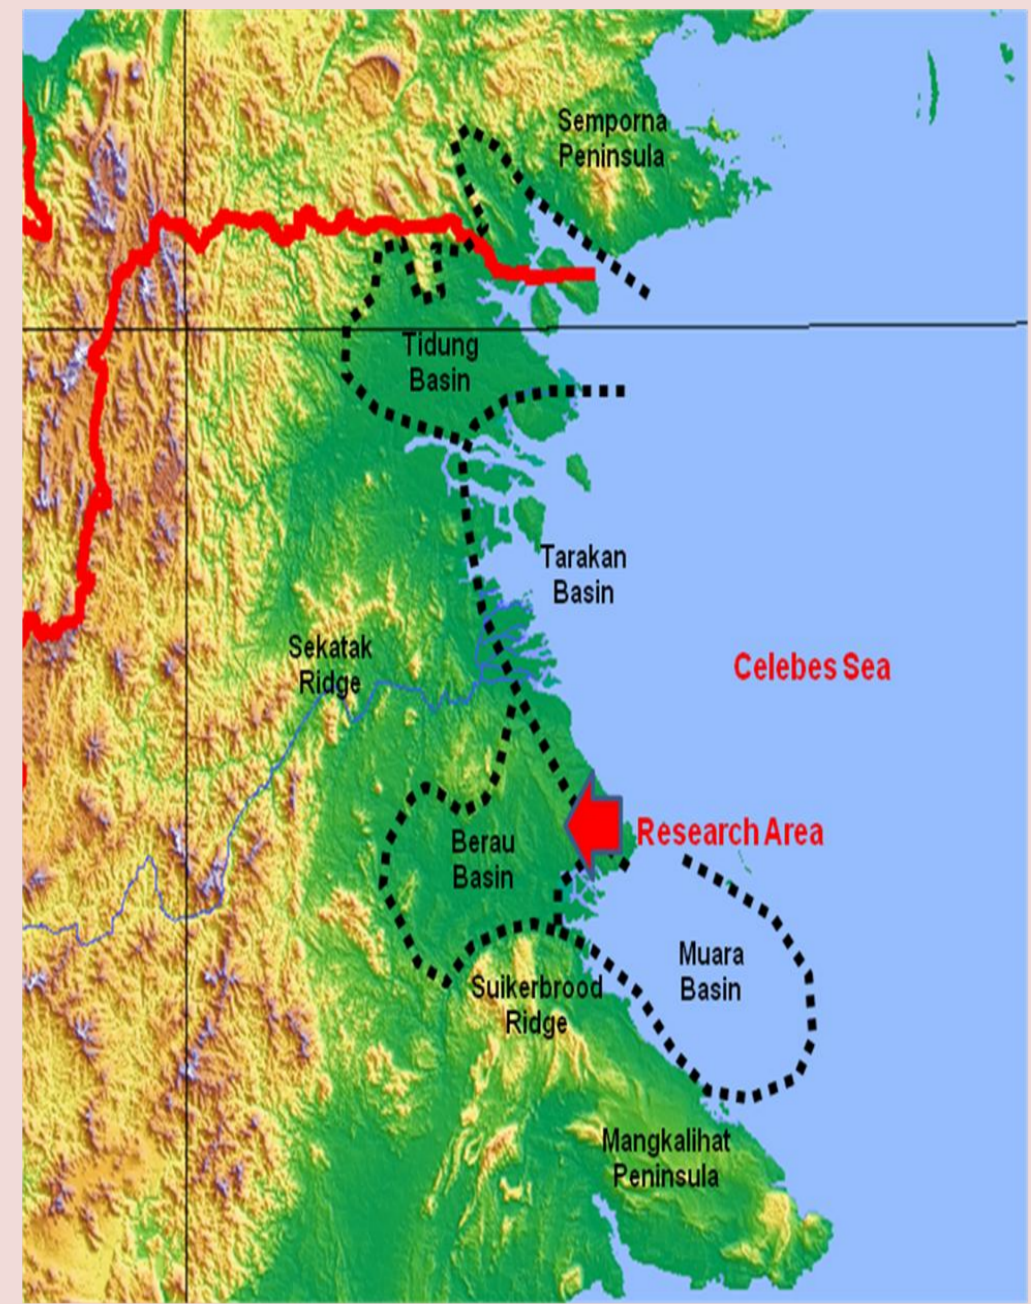 Semporna
Peninsula
Tidung
Basin
Tarakan
Basin
Sekatak
Ridge
Celebes Sea
Research Area
Berau
Basin
Muara
Basin
Suikerbrood
Ridge
Mangkalihat
Peninsula